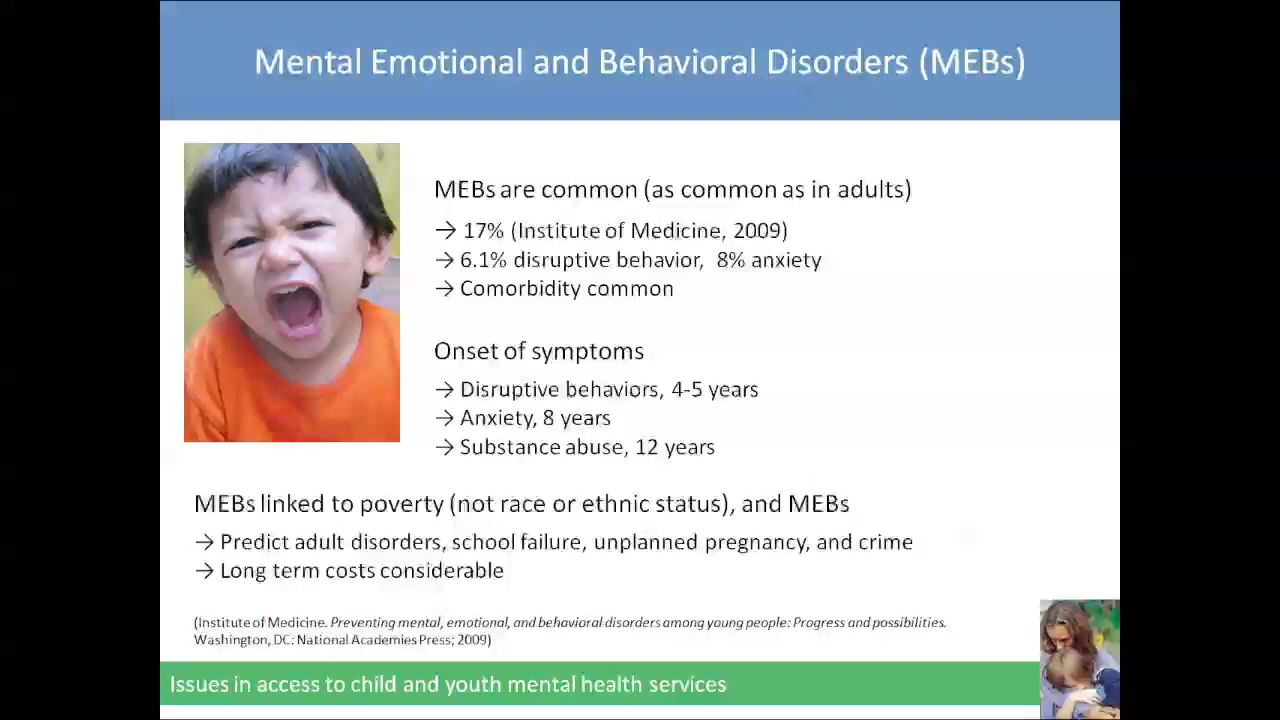 Mental Emotional and Behavioral Disorders (MEBs)
MEBs are common (as common as in adults)
→ 17% (Institute of Medicine, 2009)
→ 6.1% disruptive behavior, 8% anxiety
→ Comorbidity common
Onset of symptoms
→ Disruptive behaviors, 4-5 years
→ Anxiety, 8 years
→ Substance abuse, 12 years
MEBs linked to poverty (not race or ethnic status), and MEBs
→ Predict adult disorders, school failure, unplanned pregnancy, and crime
→ Long term costs considerable
(Institute of Medicine. Preventing mental, emotional, and behavioral disorders among young people: Progress and possibilities.
Washington, DC: National Academies Press; 2009)
Issues in access to child and youth mental health services